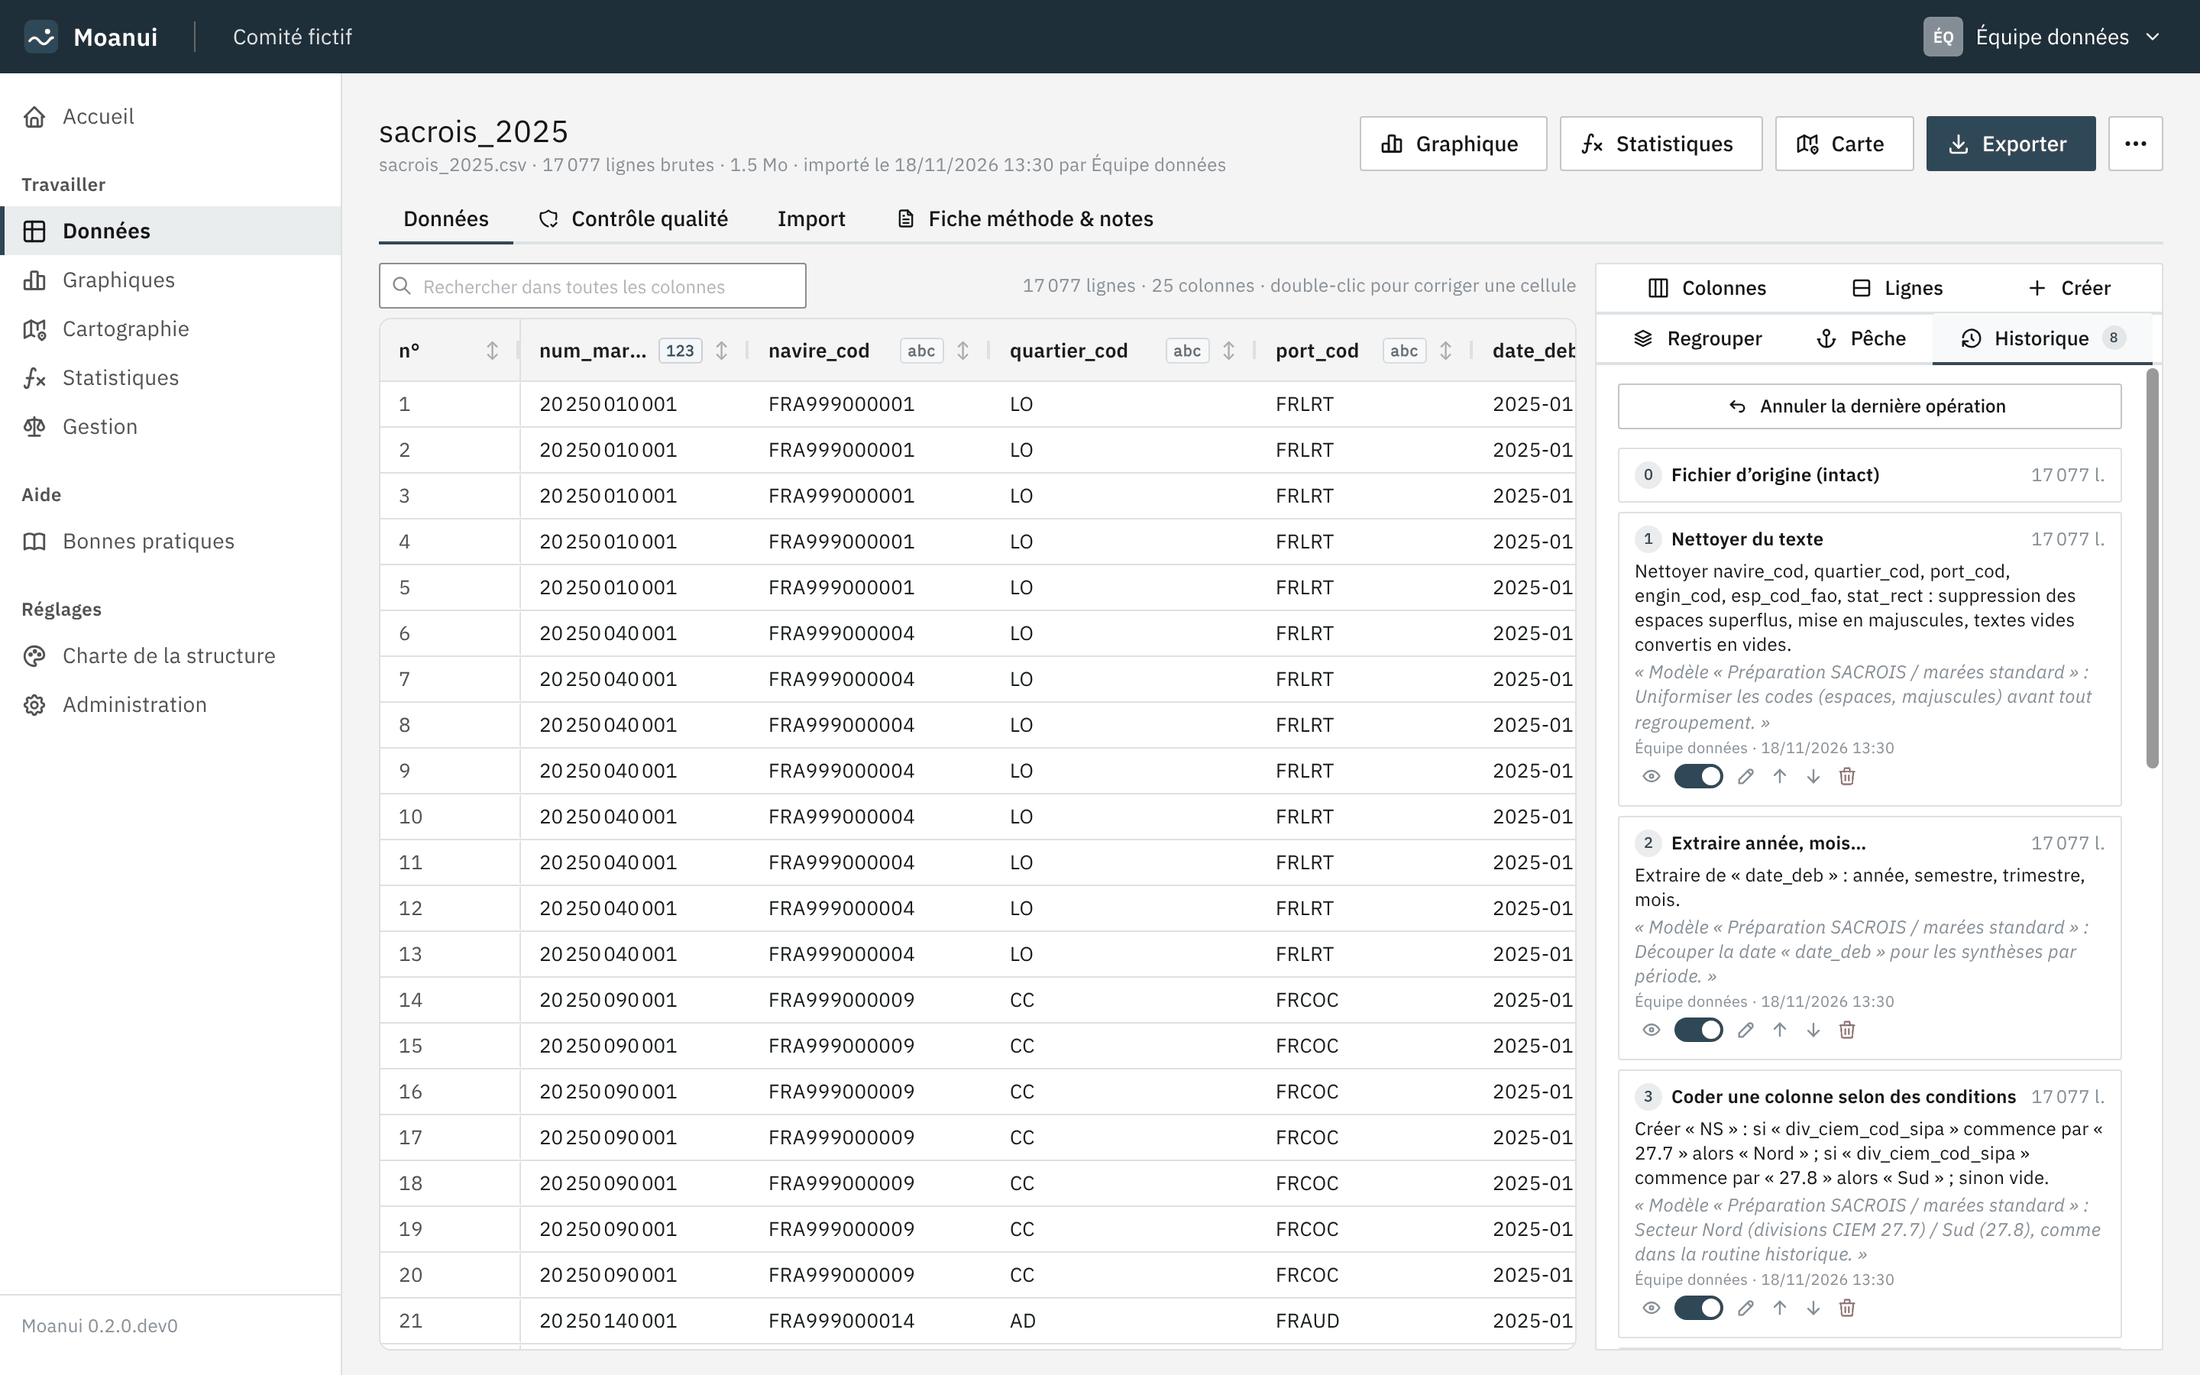 Moanui
Comité fictif
ÉQ Équipe données
Accueil
Travailler
Données
Graphiques
Cartographie
Statistiques
Gestion
Aide
Bonnes pratiques
Réglages
Charte de la structure
Administration
Moanui 0.2.0.dev0
sacrois_2025
sacrois_2025.csv · 17 077 lignes brutes · 1.5 Mo · importé le 18/11/2026 13:30 par Équipe données
Graphique
Statistiques
Carte
Exporter
Données
Contrôle qualité
Import
Fiche méthode & notes
Rechercher dans toutes les colonnes
17 077 lignes · 25 colonnes · double-clic pour corriger une cellule
n° num_mar... 123 navire_cod abc quartier_cod abc port_cod abc date_deb
1 20 250 010 001 FRA999000001 LO FRLRT 2025-01
2 20 250 010 001 FRA999000001 LO FRLRT 2025-01
3 20 250 010 001 FRA999000001 LO FRLRT 2025-01
4 20 250 010 001 FRA999000001 LO FRLRT 2025-01
5 20 250 010 001 FRA999000001 LO FRLRT 2025-01
6 20 250 040 001 FRA999000004 LO FRLRT 2025-01
7 20 250 040 001 FRA999000004 LO FRLRT 2025-01
8 20 250 040 001 FRA999000004 LO FRLRT 2025-01
9 20 250 040 001 FRA999000004 LO FRLRT 2025-01
10 20 250 040 001 FRA999000004 LO FRLRT 2025-01
11 20 250 040 001 FRA999000004 LO FRLRT 2025-01
12 20 250 040 001 FRA999000004 LO FRLRT 2025-01
13 20 250 040 001 FRA999000004 LO FRLRT 2025-01
14 20 250 090 001 FRA999000009 CC FRCOC 2025-01
15 20 250 090 001 FRA999000009 CC FRCOC 2025-01
16 20 250 090 001 FRA999000009 CC FRCOC 2025-01
17 20 250 090 001 FRA999000009 CC FRCOC 2025-01
18 20 250 090 001 FRA999000009 CC FRCOC 2025-01
19 20 250 090 001 FRA999000009 CC FRCOC 2025-01
20 20 250 090 001 FRA999000009 CC FRCOC 2025-01
21 20 250 140 001 FRA999000014 AD FRAUD 2025-01
Colonnes
Lignes
Créer
Regrouper
Pêche
Historique 8
Annuler la dernière opération
0 Fichier d’origine (intact) 17 077 l.
1 Nettoyer du texte 17 077 l.
Nettoyer navire_cod, quartier_cod, port_cod,
engin_cod, esp_cod_fao, stat_rect : suppression des
espaces superflus, mise en majuscules, textes vides
convertis en vides.
« Modèle « Préparation SACROIS / marées standard » :
Uniformiser les codes (espaces, majuscules) avant tout
regroupement. »
Équipe données · 18/11/2026 13:30
2 Extraire année, mois… 17 077 l.
Extraire de « date_deb » : année, semestre, trimestre,
mois.
« Modèle « Préparation SACROIS / marées standard » :
Découper la date « date_deb » pour les synthèses par
période. »
Équipe données · 18/11/2026 13:30
3 Coder une colonne selon des conditions 17 077 l.
Créer « NS » : si « div_ciem_cod_sipa » commence par «
27.7 » alors « Nord » ; si « div_ciem_cod_sipa »
commence par « 27.8 » alors « Sud » ; sinon vide.
« Modèle « Préparation SACROIS / marées standard » :
Secteur Nord (divisions CIEM 27.7) / Sud (27.8), comme
dans la routine historique. »
Équipe données · 18/11/2026 13:30